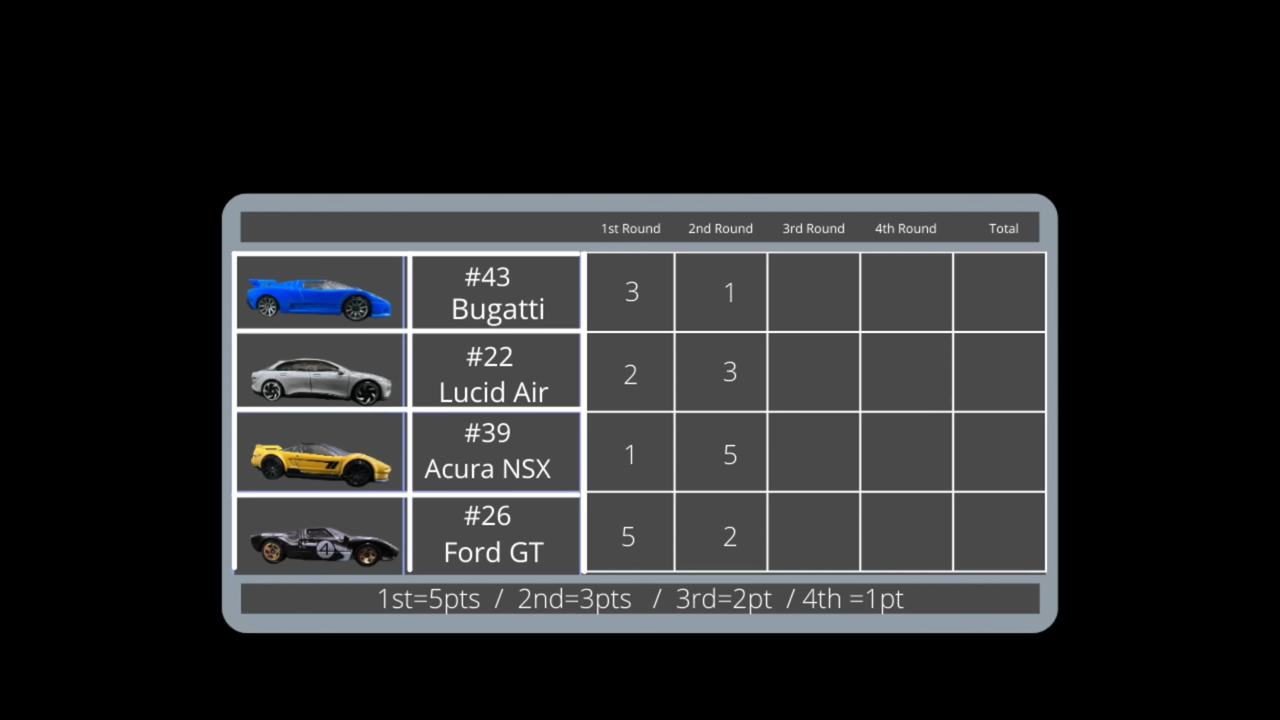 1st Round 2nd Round 3rd Round 4th Round Total
#43
Bugatti
3 1
#22
Lucid Air
2 3
#39
Acura NSX
1 5
#26
Ford GT
4
5 2
1st=5pts / 2nd=3pts / 3rd=2pt / 4th =1pt